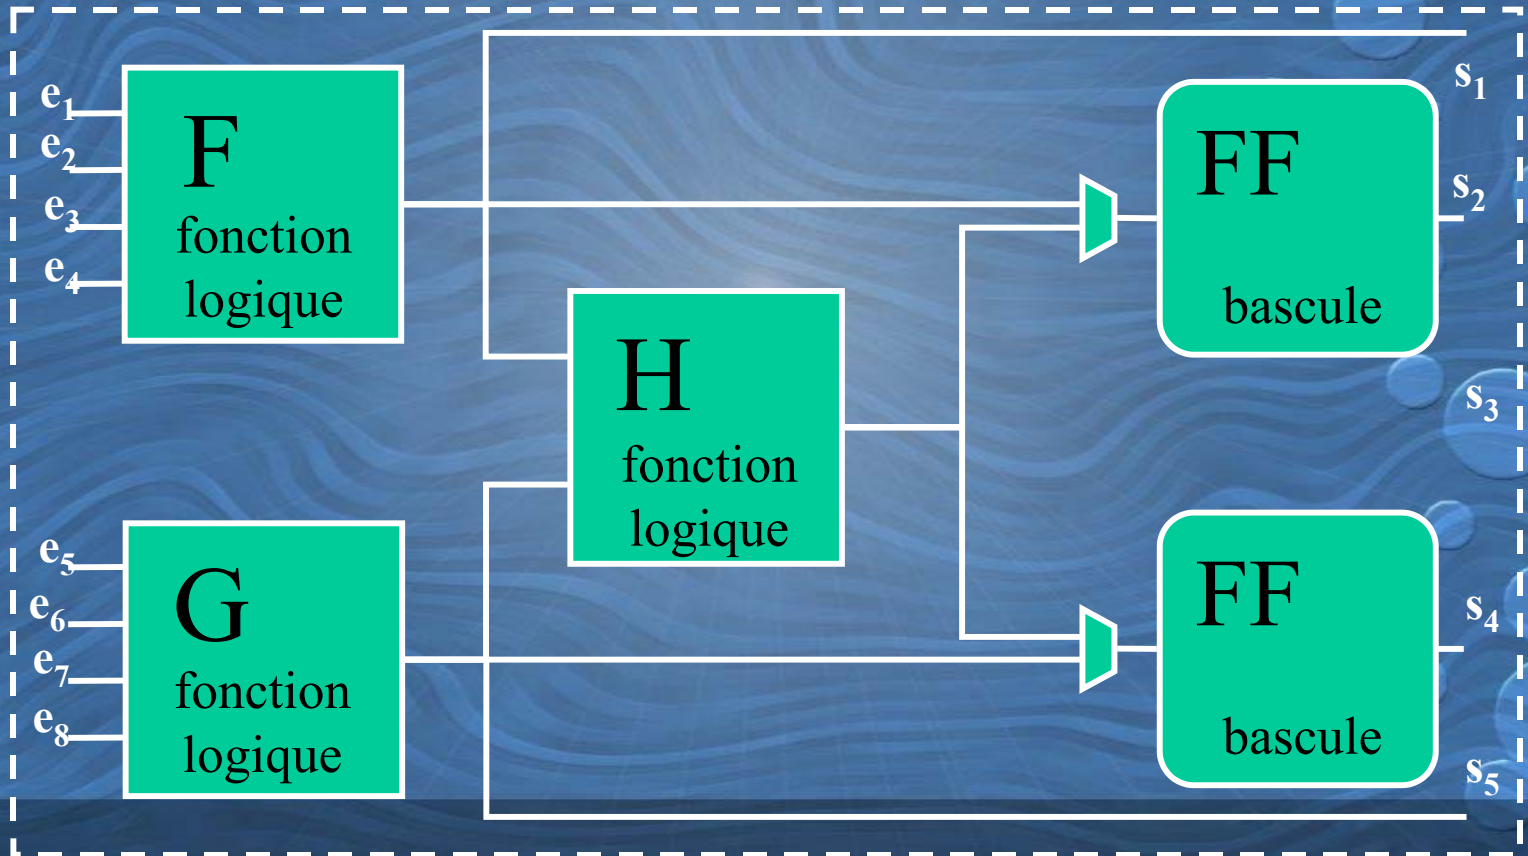 e1
e2
e3
e4
F
fonction
logique
e5
e6
e7
e8
G
fonction
logique
H
fonction
logique
FF
bascule
FF
bascule
s1
s2
s3
s4
s5